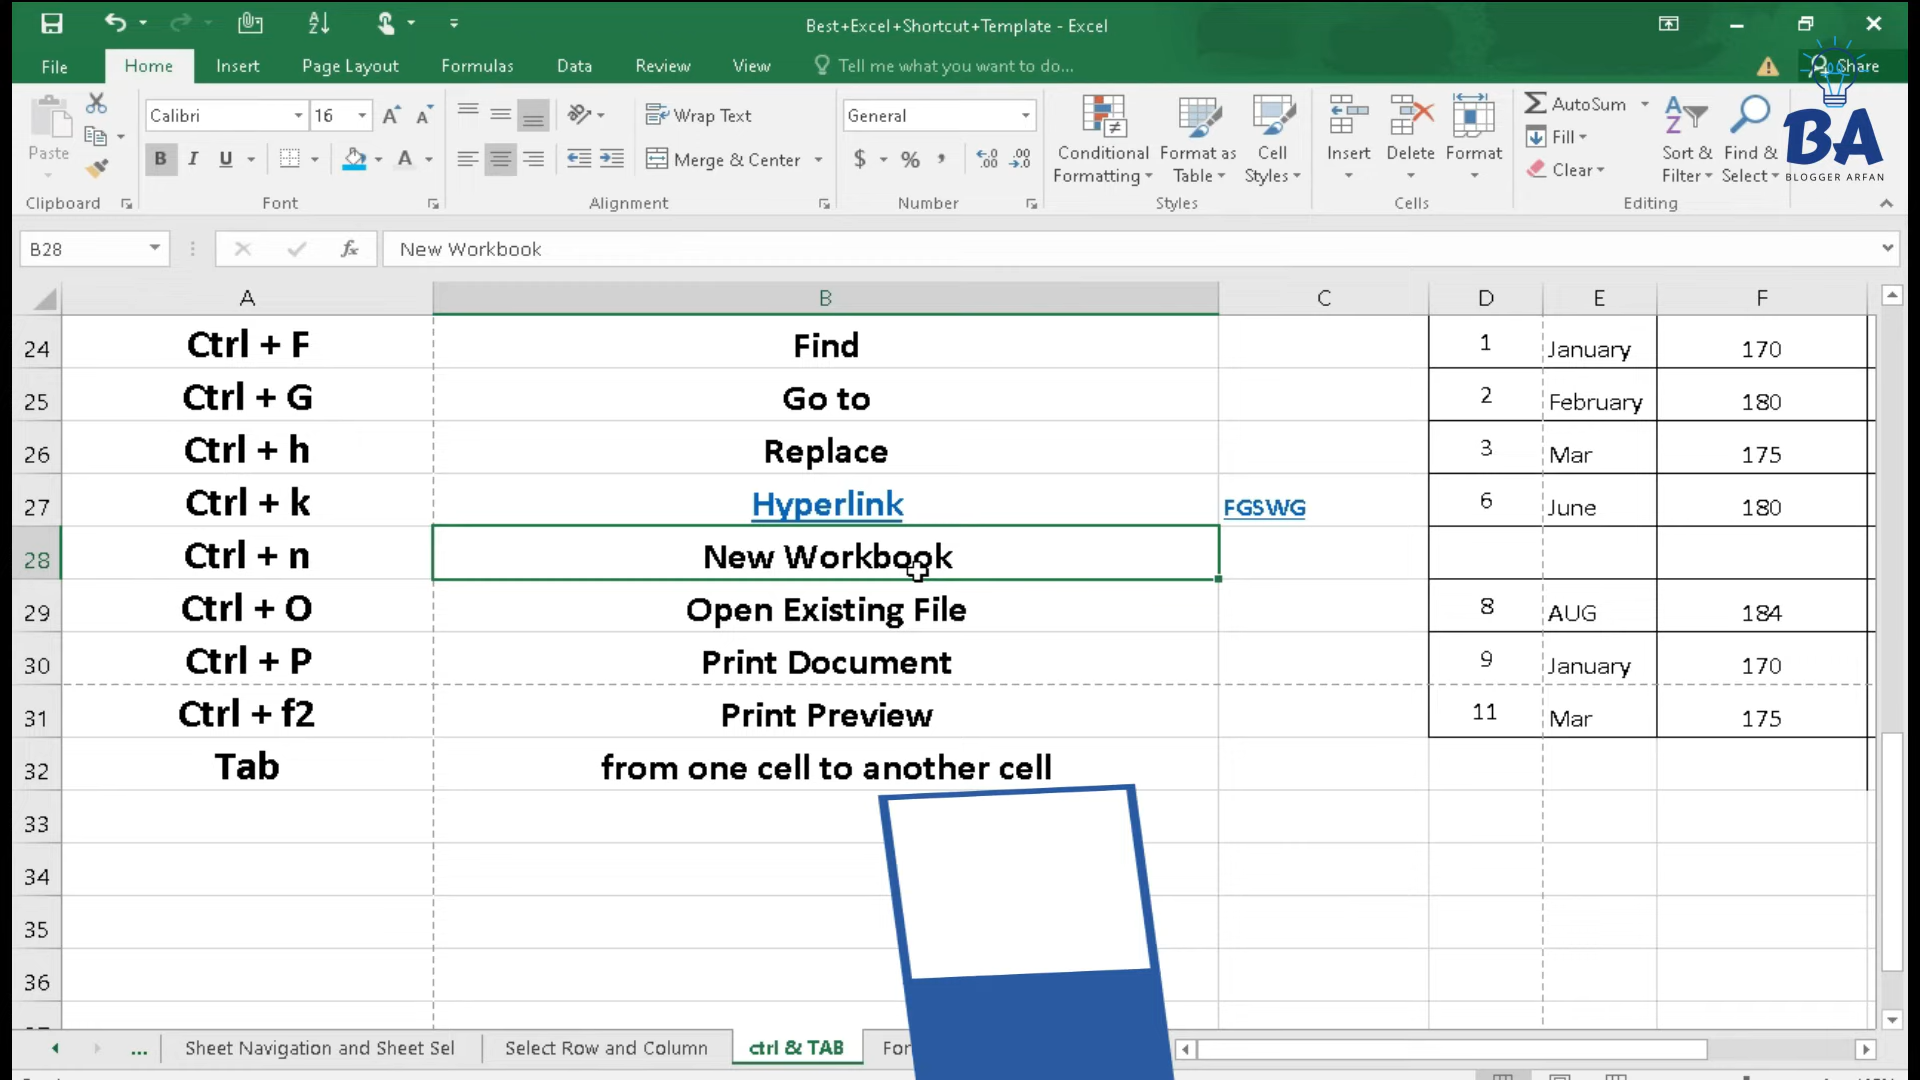 Best+Excel+Shortcut+Template - Excel
File Home Insert Page Layout Formulas Data Review View Tell me what you want to do... Share
Paste Calibri 16 A A Wrap Text General AutoSum
B I U A Merge & Center $ % , Conditional Formatting Format as Table Cell Styles Insert Delete Format Fill Clear Sort & Filter Find & Select
Clipboard Font Alignment Number Styles Cells Editing
BA
BLOGGER ARFAN
B28 fx New Workbook
A B C D E F
24 Ctrl + F Find 1 January 170
25 Ctrl + G Go to 2 February 180
26 Ctrl + h Replace 3 Mar 175
27 Ctrl + k Hyperlink FGSWG 6 June 180
28 Ctrl + n New Workbook
29 Ctrl + O Open Existing File 8 AUG 184
30 Ctrl + P Print Document 9 January 170
31 Ctrl + f2 Print Preview 11 Mar 175
32 Tab from one cell to another cell
33
34
35
36
... Sheet Navigation and Sheet Sel Select Row and Column ctrl & TAB For